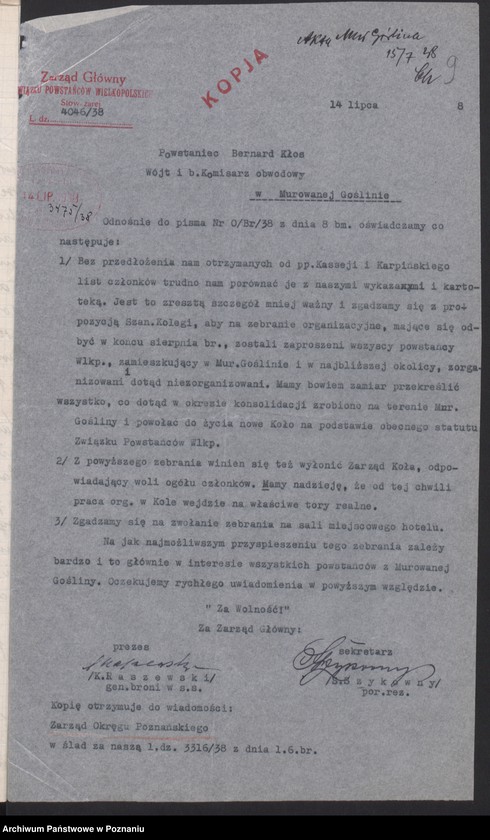 Akta Mur Goślina
15/7 38
9
KOPJA
Zarząd Główny
ZWIĄZKU POWSTAŃCÓW WIELKOPOLSKICH
Stow. zarej.
L. dz. 4046/38
14 lipca 8
LIP.
3475/38
Powstaniec Bernard Kłos
Wójt i b.Komisarz obwodowy
w Murowanej Goślinie
Odnośnie do pisma Nr O/Br/38 z dnia 8 bm. oświadczamy co
następuje:
1/ Bez przedłożenia nam otrzymanych od pp.Kasseji i Karpińskiego
list członków trudno nam porównać je z naszymi wykazanymi i karto-
teką. Jest to zresztą szczegół mniej ważny i zgadzamy się z pro-
pozycją Szan.Kolegi, aby na zebranie organizacyjne, mające się od-
być w końcu sierpnia br., zostali zaproszeni wszyscy powstańcy
Wlkp., zamieszkujący w Mur.Goślinie i w najbliższej okolicy, zorga-
nizowani i dotąd niezorganizowani. Mamy bowiem zamiar przekreślić
wszystko, co dotąd w okresie konsolidacji zrobiono na terenie Mur.
Gośliny i powołać do życia nowe Koło na podstawie obecnego statutu
Związku Powstańców Wlkp.
2/ Z powyższego zebrania winien się też wyłonić Zarząd Koła, odpo-
wiadający woli ogółu członków. Mamy nadzieję, że od tej chwili
praca org. w Kole wejdzie na właściwe tory realne.
3/ Zgadzamy się na zwołanie zebrania na sali miejscowego hotelu.
Na jak najmożliwszym przyspieszeniu tego zebrania zależy
bardzo i to głównie w interesie wszystkich powstańców z Murowanej
Gośliny. Oczekujemy rychłego uwiadomienia w powyższym względzie.
"Za Wolność!"
Za Zarząd Główny:
prezes sekretarz
/K.Raszewski/ /S.Szykowny/
gen.broni w s.s. por.rez.
Kopię otrzymuje do wiadomości:
Zarząd Okręgu Poznańskiego
w ślad za naszą l.dz. 3316/38 z dnia 1.6.br.
Archiwum Państwowe w Poznaniu